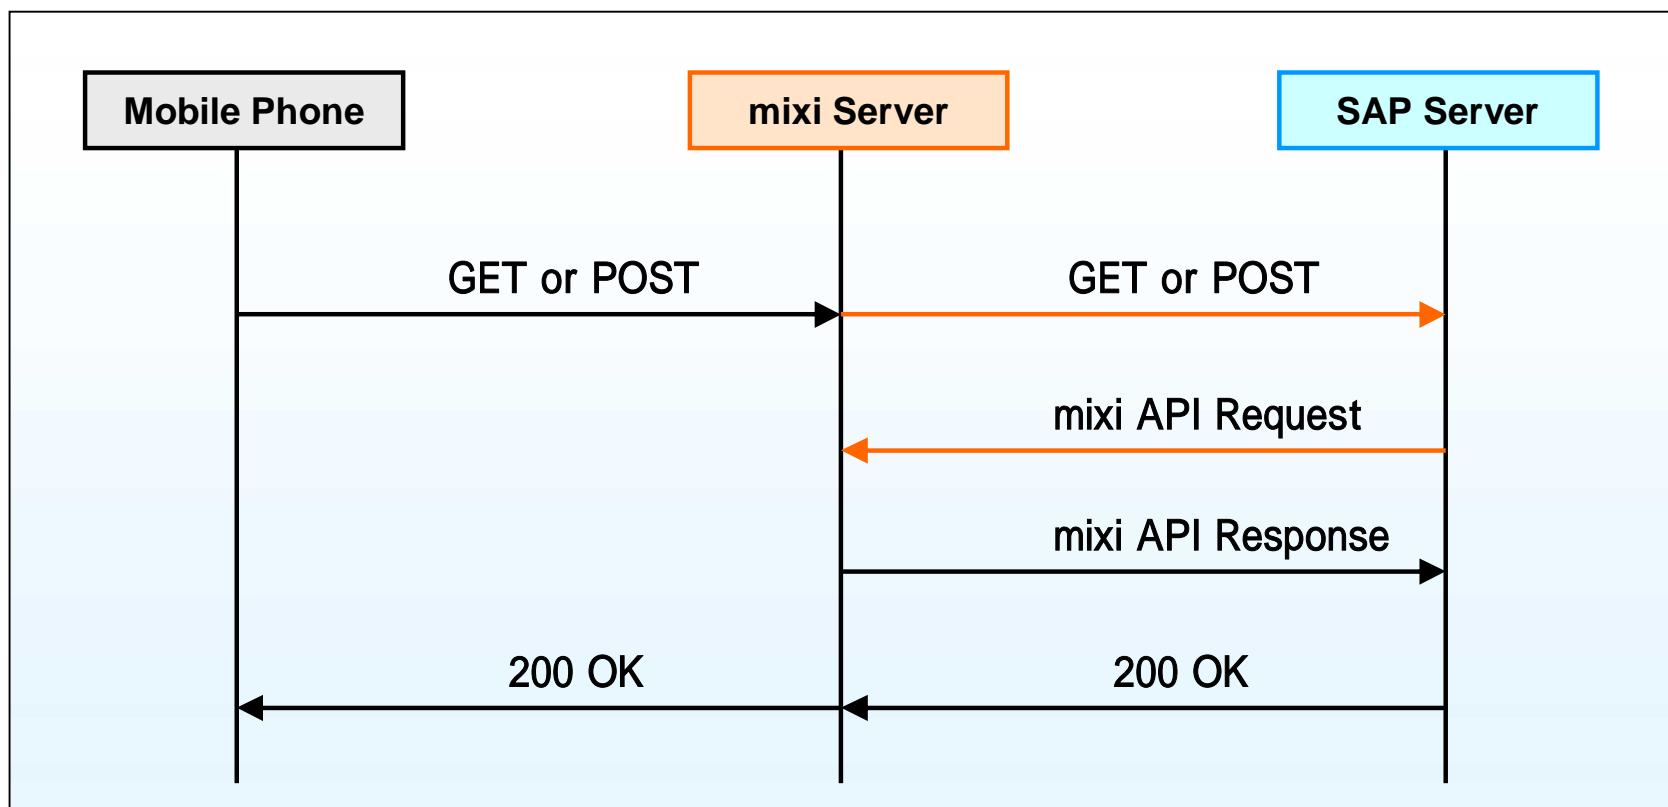 Mobile Phone
mixi Server
SAP Server
GET or POST
GET or POST
mixi API Request
mixi API Response
200 OK
200 OK